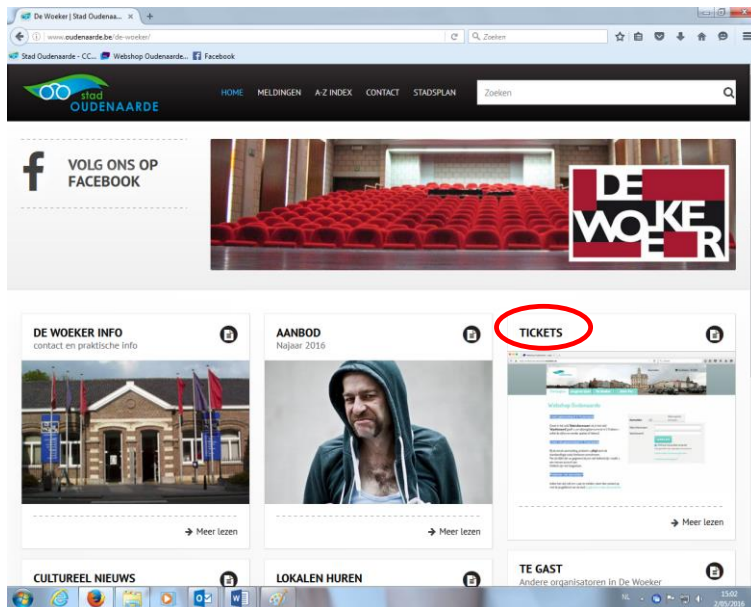 De Woeker | Stad Oudenaa...
www.oudenaarde.be/de-woeker/
Zoeken
Stad Oudenaarde - CC... Webshop Oudenaarde... Facebook
stad
OUDENAARDE
HOME MELDINGEN A-Z INDEX CONTACT STADSPLAN Zoeken
VOLG ONS OP
FACEBOOK
DE
WOEKER
DE WOEKER INFO
contact en praktische info
Meer lezen
AANBOD
Najaar 2016
Meer lezen
TICKETS
Webshop Oudenaarde
Meer lezen
CULTUREEL NIEUWS
LOKALEN HUREN
TE GAST
Andere organisatoren in De Woeker
NL
15:02
2/05/2016